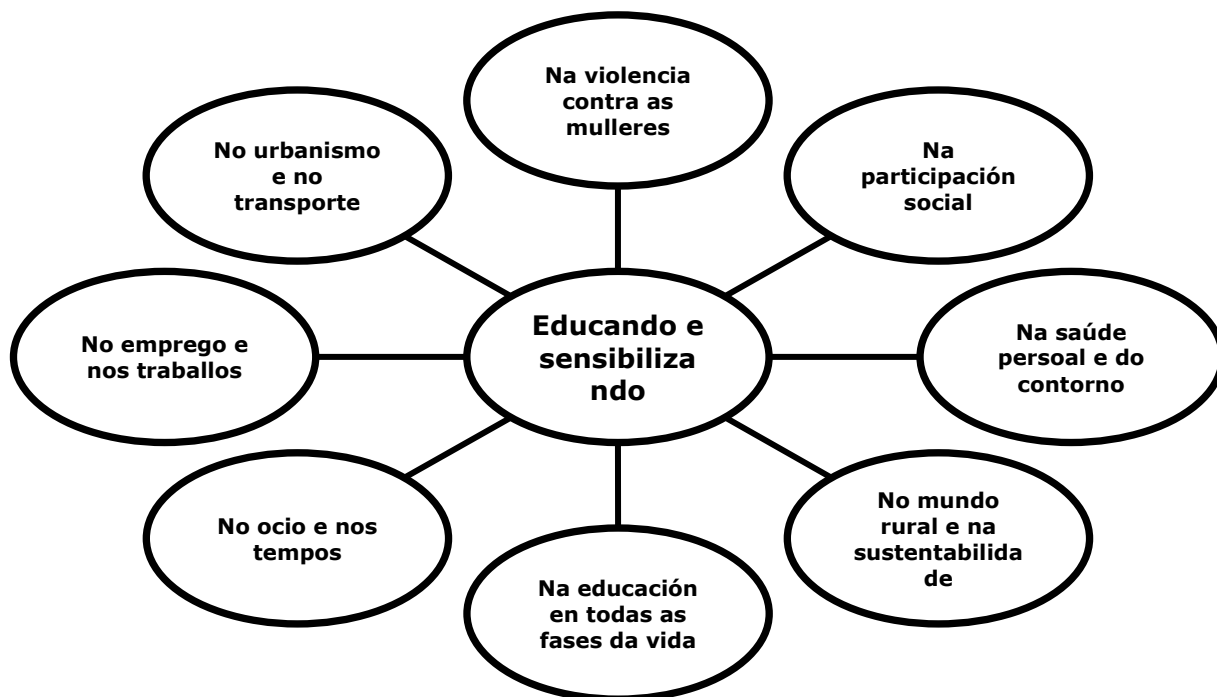 Na violencia
contra as
mulleres
No urbanismo
e no
transporte
Na
participación
social
No emprego e
nos traballos
Educando e
sensibiliza
ndo
Na saúde
persoal e do
contorno
No ocio e nos
tempos
No mundo
rural e na
sustentabilida
de
Na educación
en todas as
fases da vida